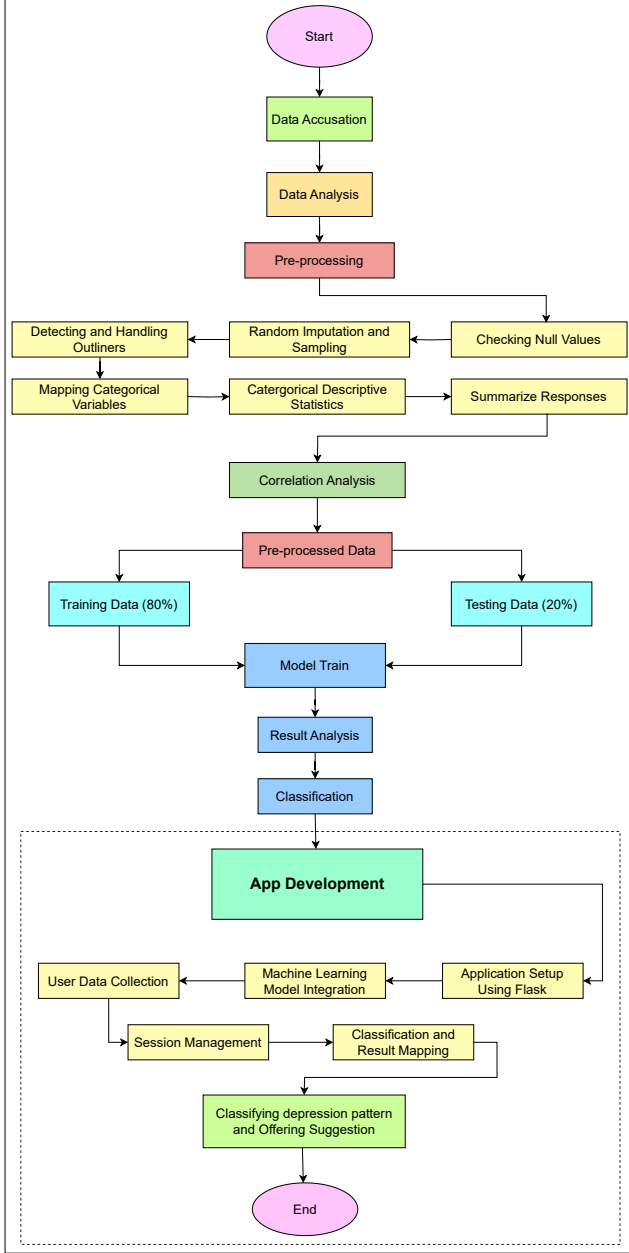 Start
Data Accusation
Data Analysis
Pre-processing
Checking Null Values
Random Imputation and
Sampling
Detecting and Handling
Outliners
Mapping Categorical
Variables
Catergorical Descriptive
Statistics
Summarize Responses
Correlation Analysis
Pre-processed Data
Training Data (80%)
Testing Data (20%)
Model Train
Result Analysis
Classification
App Development
Application Setup
Using Flask
Machine Learning
Model Integration
User Data Collection
Session Management
Classification and
Result Mapping
Classifying depression pattern
and Offering Suggestion
End